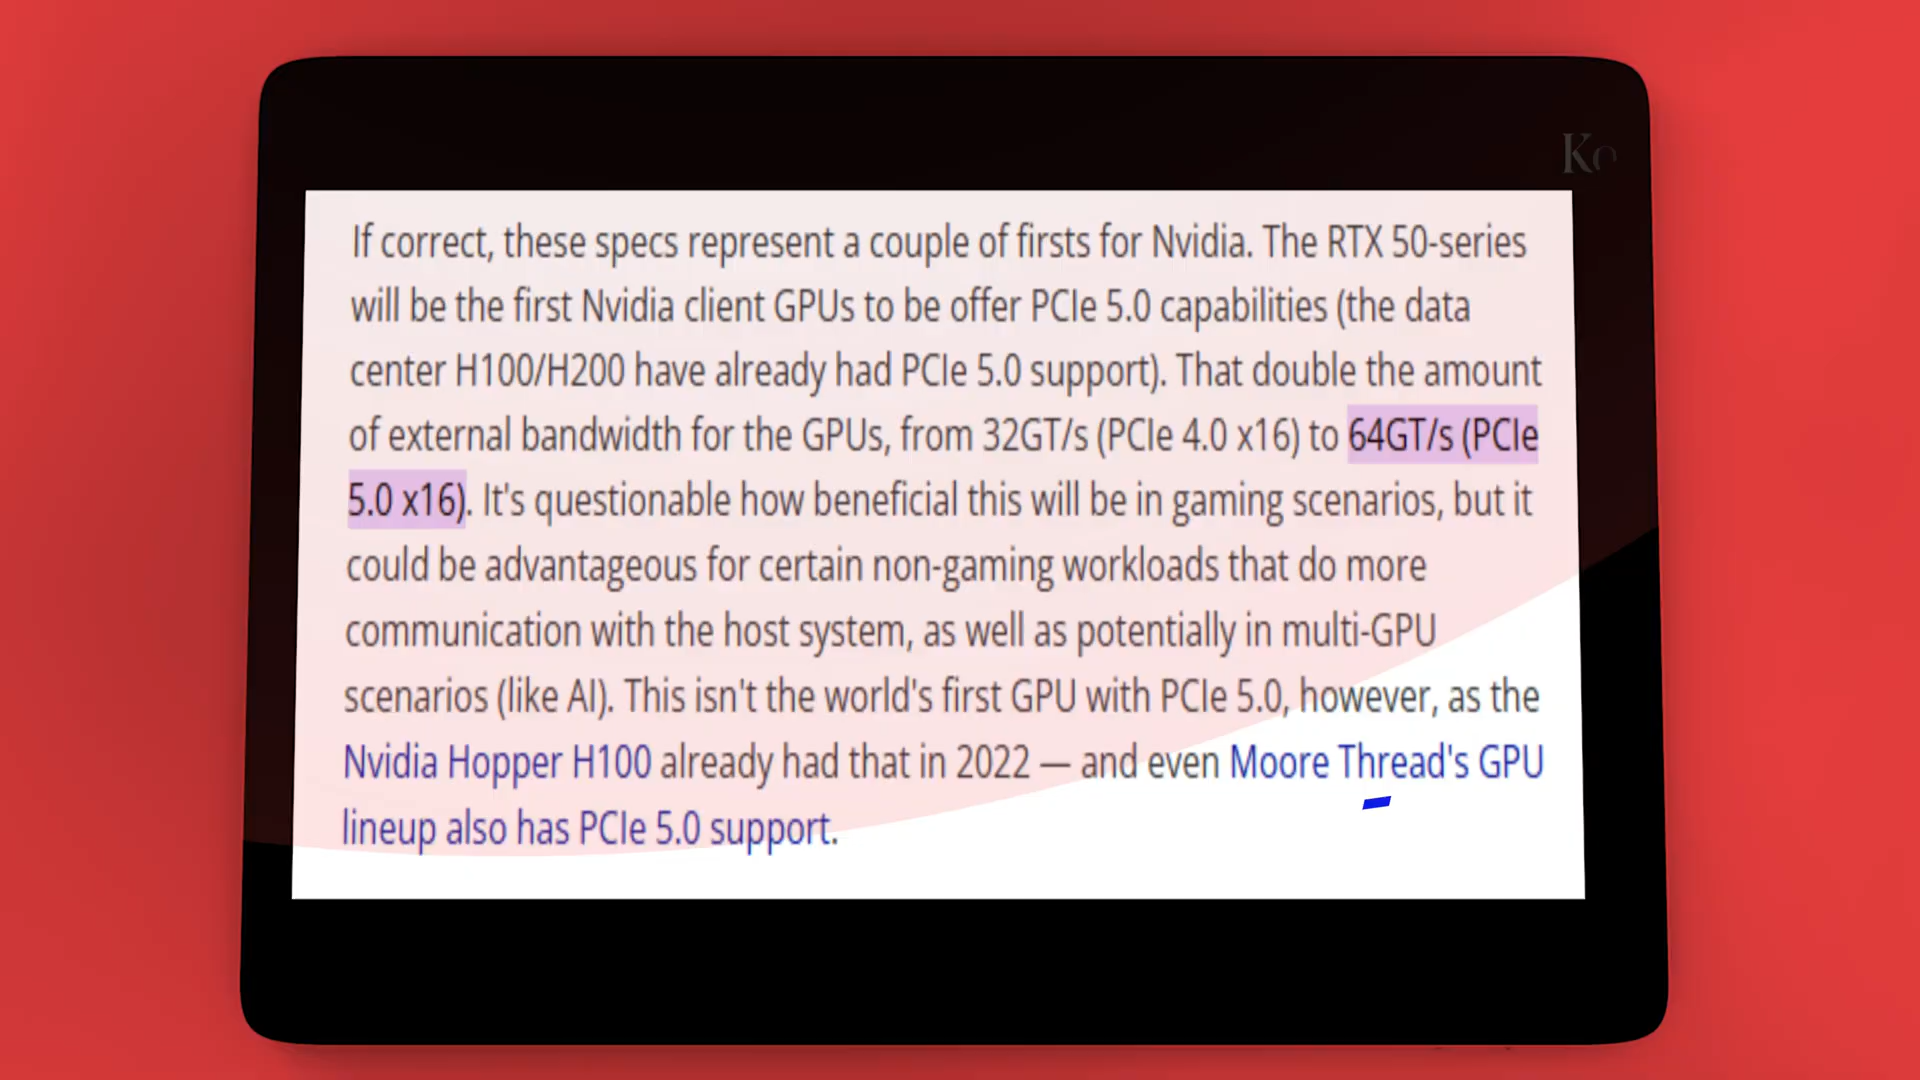 Ko
If correct, these specs represent a couple of firsts for Nvidia. The RTX 50-series
will be the first Nvidia client GPUs to be offer PCIe 5.0 capabilities (the data
center H100/H200 have already had PCIe 5.0 support). That double the amount
of external bandwidth for the GPUs, from 32GT/s (PCIe 4.0 x16) to 64GT/s (PCIe
5.0 x16). It's questionable how beneficial this will be in gaming scenarios, but it
could be advantageous for certain non-gaming workloads that do more
communication with the host system, as well as potentially in multi-GPU
scenarios (like AI). This isn't the world's first GPU with PCIe 5.0, however, as the
Nvidia Hopper H100 already had that in 2022 — and even Moore Thread's GPU
lineup also has PCIe 5.0 support.